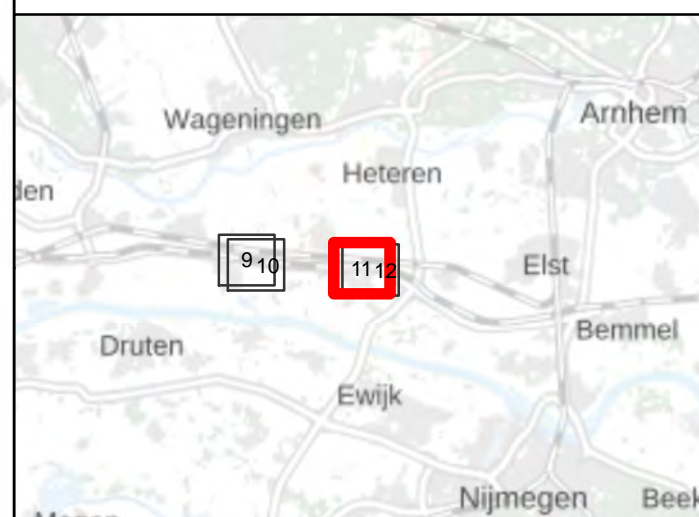 Arnhem
Wageningen
Heteren
den
9 10
11 12
Elst
Bemmel
Druten
Ewijk
Nijmegen
Beek